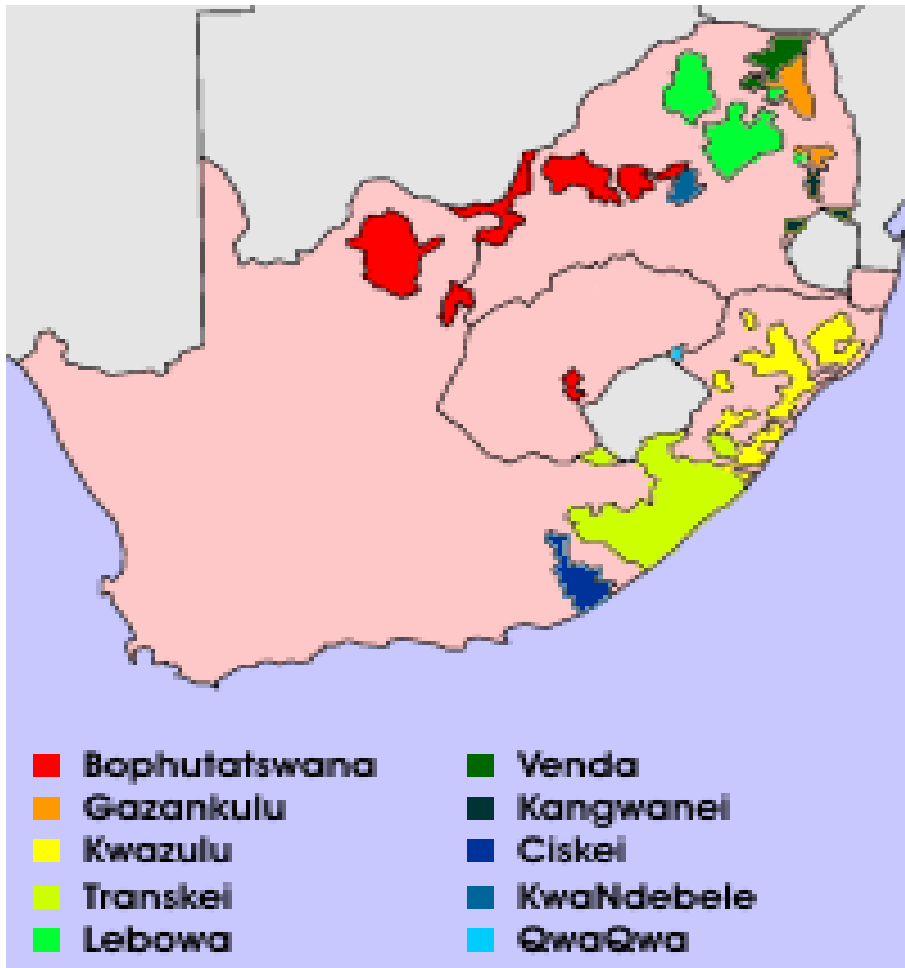 Bophutatswana
Gazankulu
Kwazulu
Transkei
Lebowa
Venda
Kangwanei
Ciskei
KwaNdebele
QwaQwa